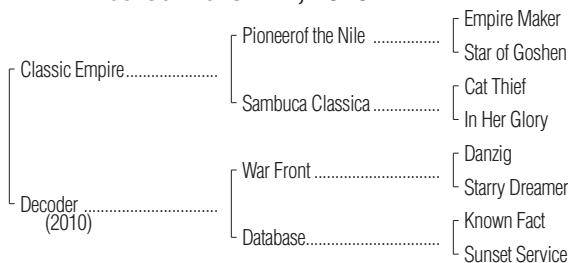 Classic Empire
Decoder
(2010)
Pioneerof the Nile
Sambuca Classica
War Front
Database
Empire Maker
Star of Goshen
Cat Thief
In Her Glory
Danzig
Starry Dreamer
Known Fact
Sunset Service